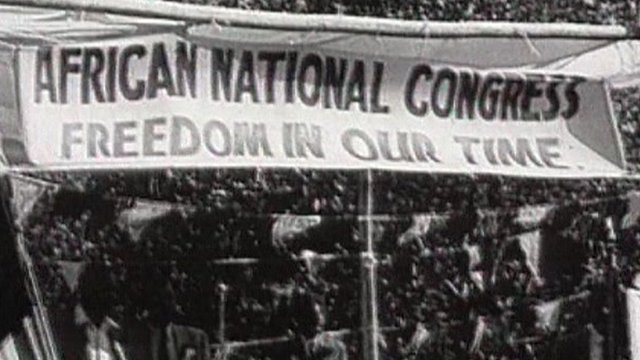 AFRICAN NATIONAL CONGRESS
FREEDOM IN OUR TIME.